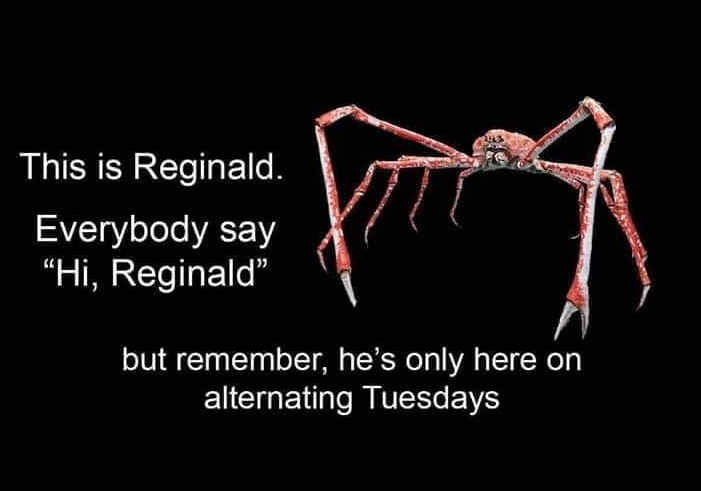 This is Reginald.
Everybody say
“Hi, Reginald”
but remember, he’s only here on
alternating Tuesdays